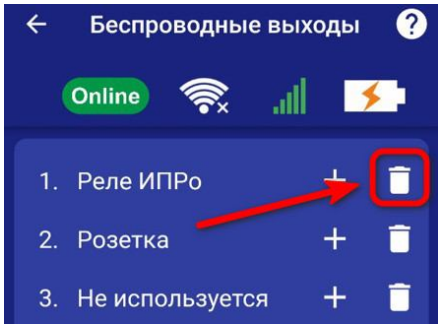 Беспроводные выходы ?
Online
1. Реле ИПРо +
2. Розетка +
3. Не используется +